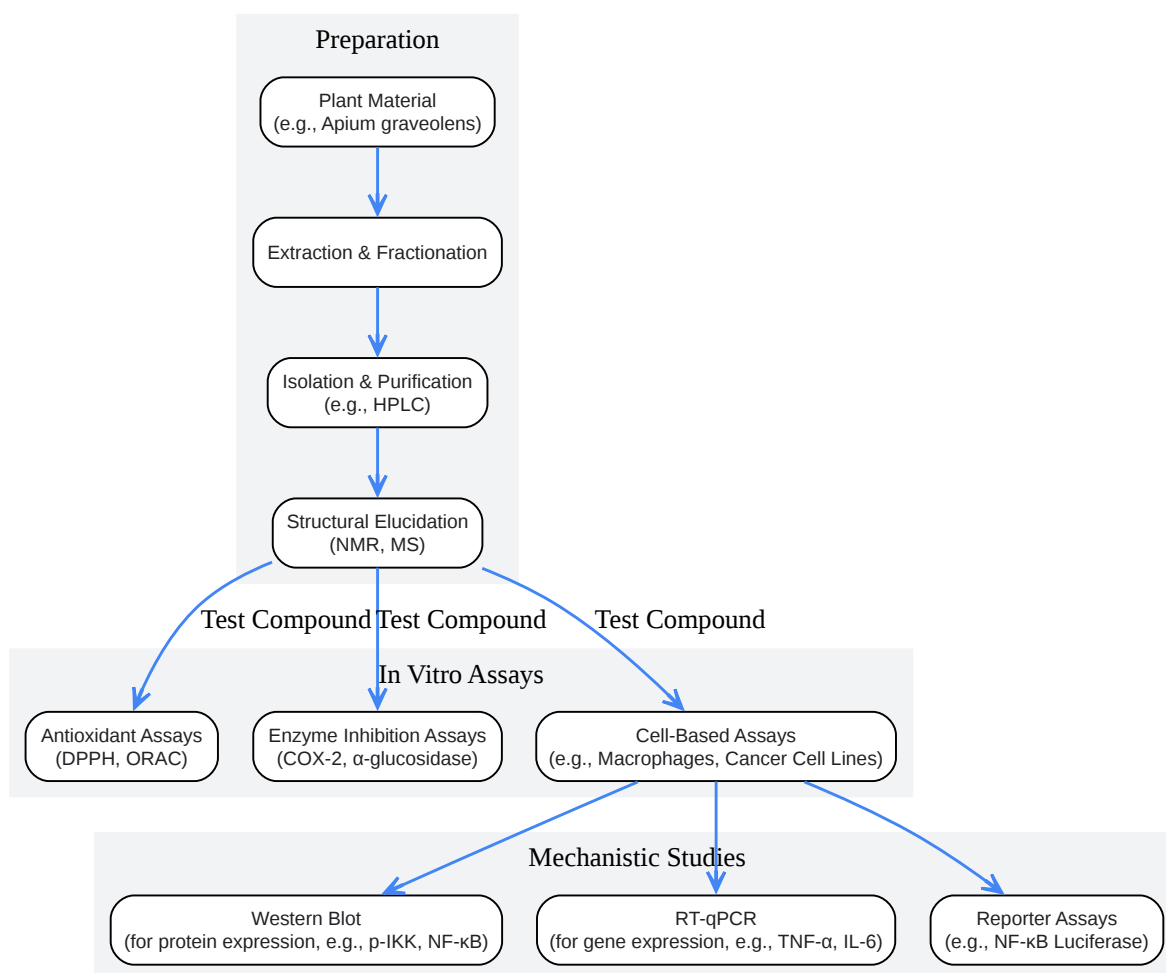 Preparation
Plant Material
(e.g., Apium graveolens)
Extraction & Fractionation
Isolation & Purification
(e.g., HPLC)
Structural Elucidation
(NMR, MS)
Test Compound
Test Compound
Test Compound
In Vitro Assays
Antioxidant Assays
(DPPH, ORAC)
Enzyme Inhibition Assays
(COX-2, α-glucosidase)
Cell-Based Assays
(e.g., Macrophages, Cancer Cell Lines)
Mechanistic Studies
Western Blot
(for protein expression, e.g., p-IKK, NF-κB)
RT-qPCR
(for gene expression, e.g., TNF-α, IL-6)
Reporter Assays
(e.g., NF-κB Luciferase)